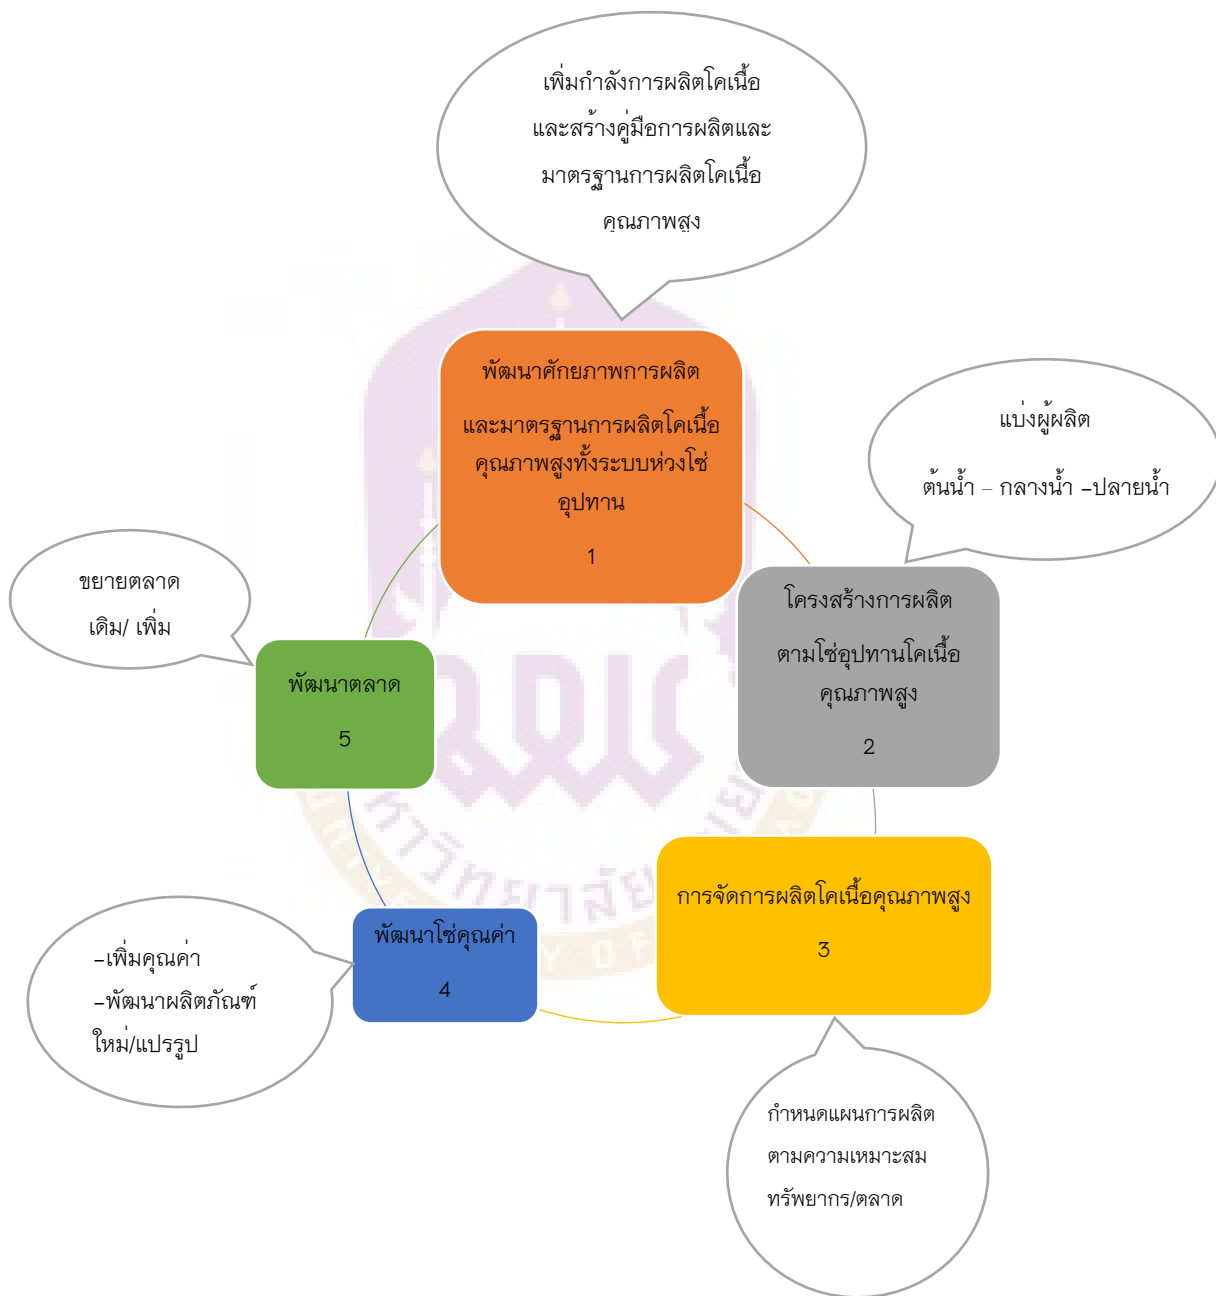 เพิ่มกำลังการผลิตโคเนื้อ
และสร้างคู่มือการผลิตและ
มาตรฐานการผลิตโคเนื้อ
คุณภาพสูง
พัฒนาศักยภาพการผลิต
และมาตรฐานการผลิตโคเนื้อ
คุณภาพสูงทั้งระบบห่วงโซ่
อุปทาน
1
แบ่งผู้ผลิต
ต้นน้ำ – กลางน้ำ –ปลายน้ำ
โครงสร้างการผลิต
ตามโซ่อุปทานโคเนื้อ
คุณภาพสูง
2
การจัดการผลิตโคเนื้อคุณภาพสูง
3
กำหนดแผนการผลิต
ตามความเหมาะสม
ทรัพยากร/ตลาด
พัฒนาโซ่คุณค่า
4
-เพิ่มคุณค่า
-พัฒนาผลิตภัณฑ์
ใหม่/แปรรูป
พัฒนาตลาด
5
ขยายตลาด
เดิม/ เพิ่ม